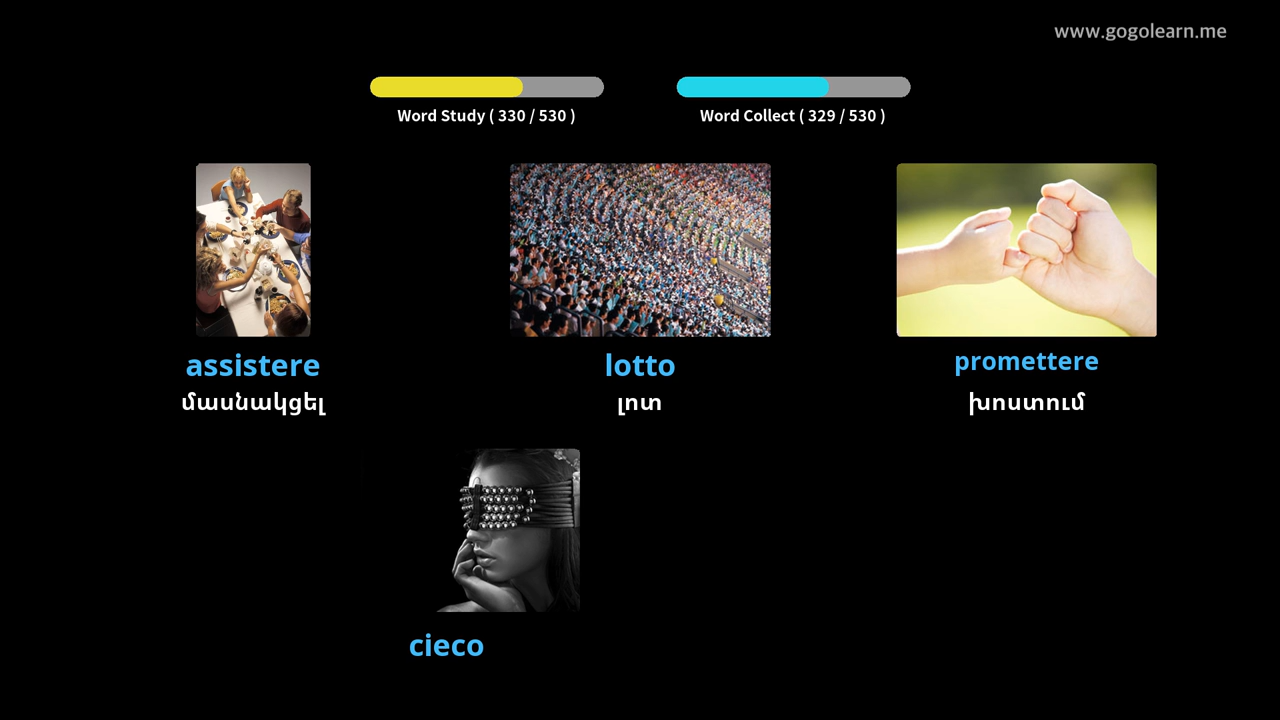 www.gogolearn.me
Word Study ( 330 / 530 )
Word Collect ( 329 / 530 )
assistere
lotto
promettere
մասնակցել
լոտ
խոստում
cieco